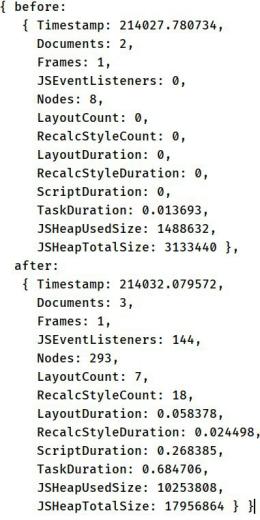 { before:
{ Timestamp: 214027.780734,
Documents: 2,
Frames: 1,
JSEventListeners: 0,
Nodes: 8,
LayoutCount: 0,
RecalcStyleCount: 0,
LayoutDuration: 0,
RecalcStyleDuration: 0,
ScriptDuration: 0,
TaskDuration: 0.013693,
JSHeapUsedSize: 1488632,
JSHeapTotalSize: 3133440 },
after:
{ Timestamp: 214032.079572,
Documents: 3,
Frames: 1,
JSEventListeners: 144,
Nodes: 293,
LayoutCount: 7,
RecalcStyleCount: 18,
LayoutDuration: 0.058378,
RecalcStyleDuration: 0.024498,
ScriptDuration: 0.268385,
TaskDuration: 0.684706,
JSHeapUsedSize: 10253808,
JSHeapTotalSize: 17956864 } }